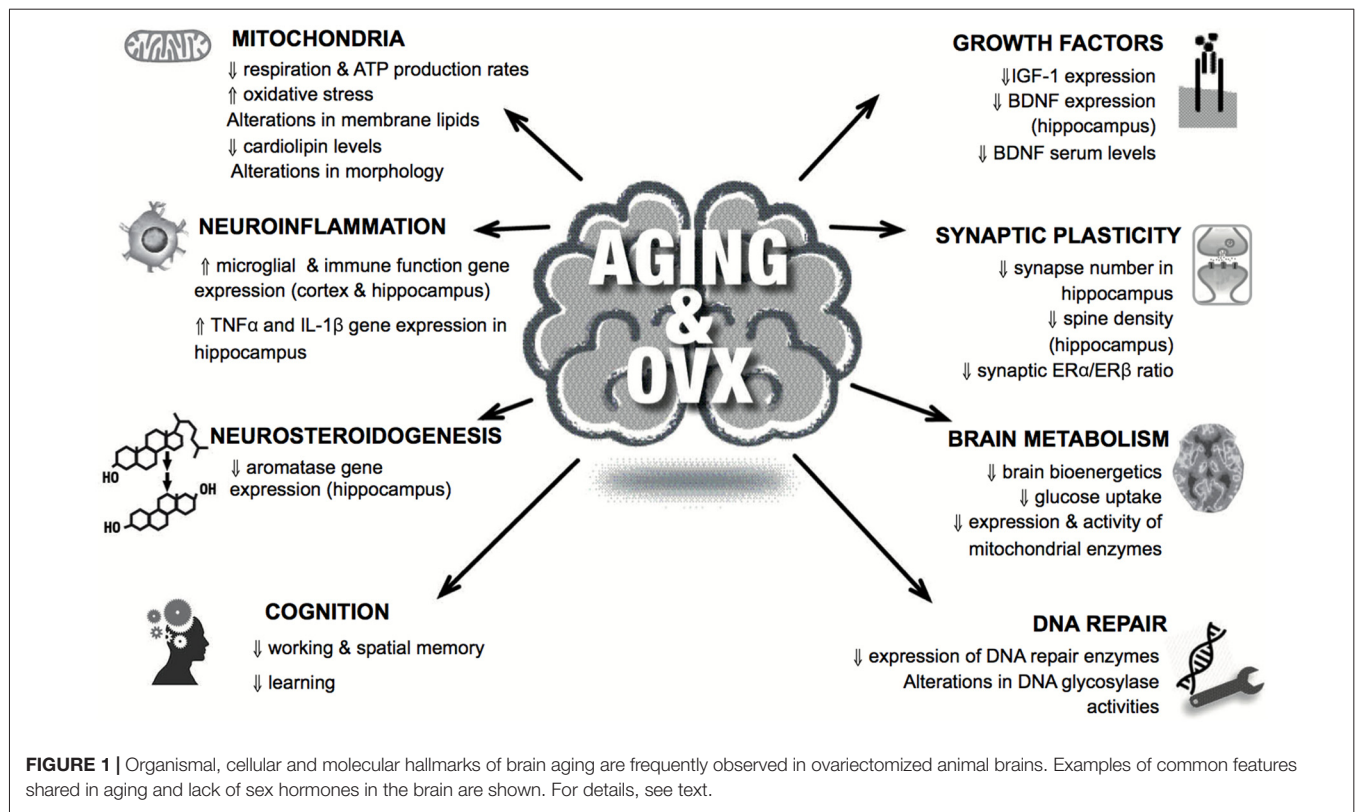 MITOCHONDRIA
⇓ respiration & ATP production rates
⇑ oxidative stress
Alterations in membrane lipids
⇓ cardiolipin levels
Alterations in morphology
GROWTH FACTORS
⇓IGF-1 expression
⇓ BDNF expression
(hippocampus)
⇓ BDNF serum levels
NEUROINFLAMMATION
⇑ microglial & immune function gene
expression (cortex & hippocampus)
⇑ TNFα and IL-1β gene expression in
hippocampus
AGING
&
OVX
SYNAPTIC PLASTICITY
⇓ synapse number in
hippocampus
⇓ spine density
(hippocampus)
⇓ synaptic ERα/ERβ ratio
NEUROSTEROIDOGENESIS
⇓ aromatase gene
expression (hippocampus)
HO
OH
HO
BRAIN METABOLISM
⇓ brain bioenergetics
⇓ glucose uptake
⇓ expression & activity of
mitochondrial enzymes
COGNITION
⇓ working & spatial memory
⇓ learning
DNA REPAIR
⇓ expression of DNA repair enzymes
Alterations in DNA glycosylase
activities
FIGURE 1 | Organismal, cellular and molecular hallmarks of brain aging are frequently observed in ovariectomized animal brains. Examples of common features
shared in aging and lack of sex hormones in the brain are shown. For details, see text.